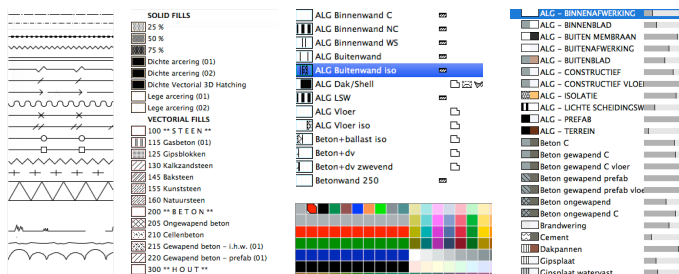 SOLID FILLS
25 %
50 %
75 %
Dichte arcering (01)
Dichte arcering (02)
Dichte Vectorial 3D Hatching
Lege arcering (01)
Lege arcering (02)
VECTORIAL FILLS
100 ** S T E E N **
115 Gasbeton (01)
125 Gipsblokken
130 Kalkzandsteen
145 Baksteen
155 Kunststeen
160 Natuursteen
200 ** B E T O N **
205 Ongewapend beton
210 Cellenbeton
215 Gewapend beton - i.h.w. (01)
220 Gewapend beton - prefab (01)
300 ** H O U T **
ALG Binnenwand C
ALG Binnenwand NC
ALG Binnenwand WS
ALG Buitenwand
ALG Buitenwand iso
ALG Dak/Shell
ALG LSW
ALG Vloer
ALG Vloer iso
Beton+ballast iso
Beton+dv
Beton+dv zwevend
Betonwand 250
ALG - BINNENAFWERKING
ALG - BINNENBLAD
ALG - BUITEN MEMBRAAN
ALG - BUITENAFWERKING
ALG - BUITENBLAD
ALG - CONSTRUCTIEF
ALG - CONSTRUCTIEF VLOE
ALG - ISOLATIE
ALG - LICHTE SCHEIDINGSW
ALG - PREFAB
ALG - TERREIN
Beton C
Beton gewapend C
Beton gewapend C vloer
Beton gewapend prefab
Beton gewapend prefab vloe
Beton ongewapend
Beton ongewapend C
Brandwering
Cement
Dakpannen
Gipsplaat
Gipsplaat watervast